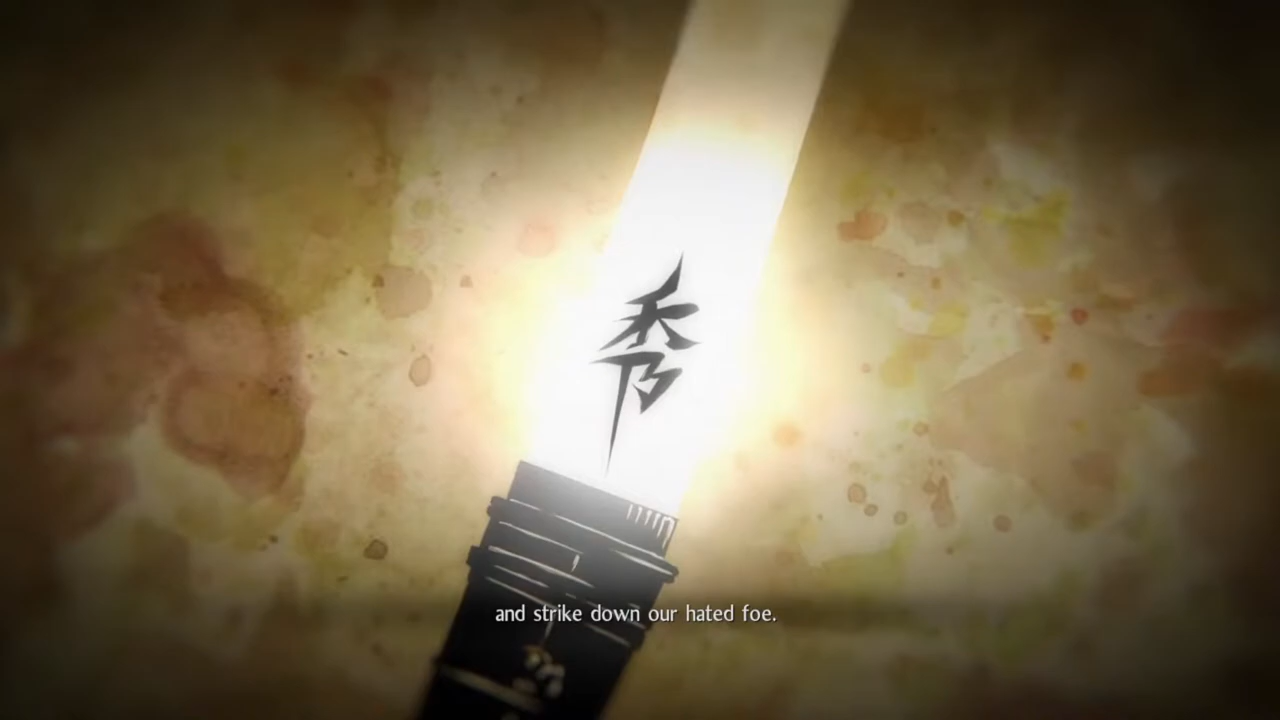 秀
and strike down our hated foe.